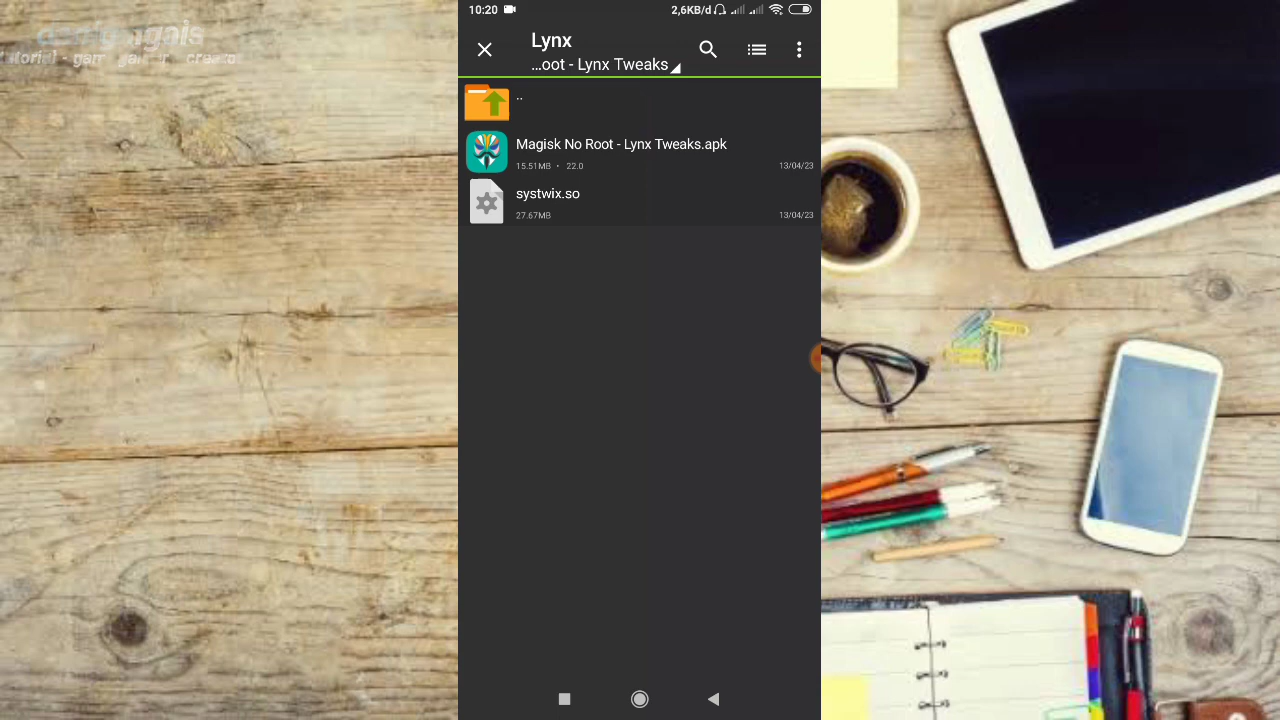 10:20
2,6KB/d
Lynx
...oot - Lynx Tweaks
..
Magisk No Root - Lynx Tweaks.apk
15.51MB • 22.0
13/04/23
systwix.so
27.67MB
13/04/23